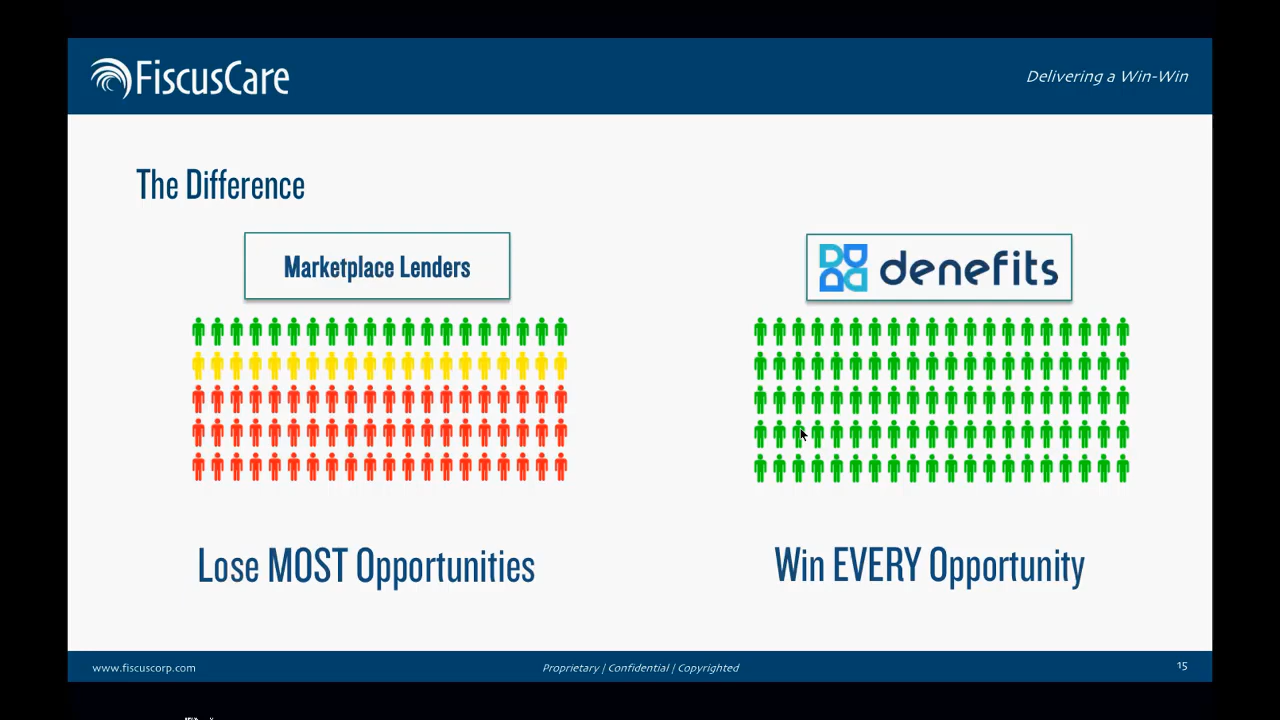 FiscusCare
Delivering a Win-Win
The Difference
Marketplace Lenders
denefits
Lose MOST Opportunities
Win EVERY Opportunity
www.fiscuscorp.com
Proprietary | Confidential | Copyrighted
15